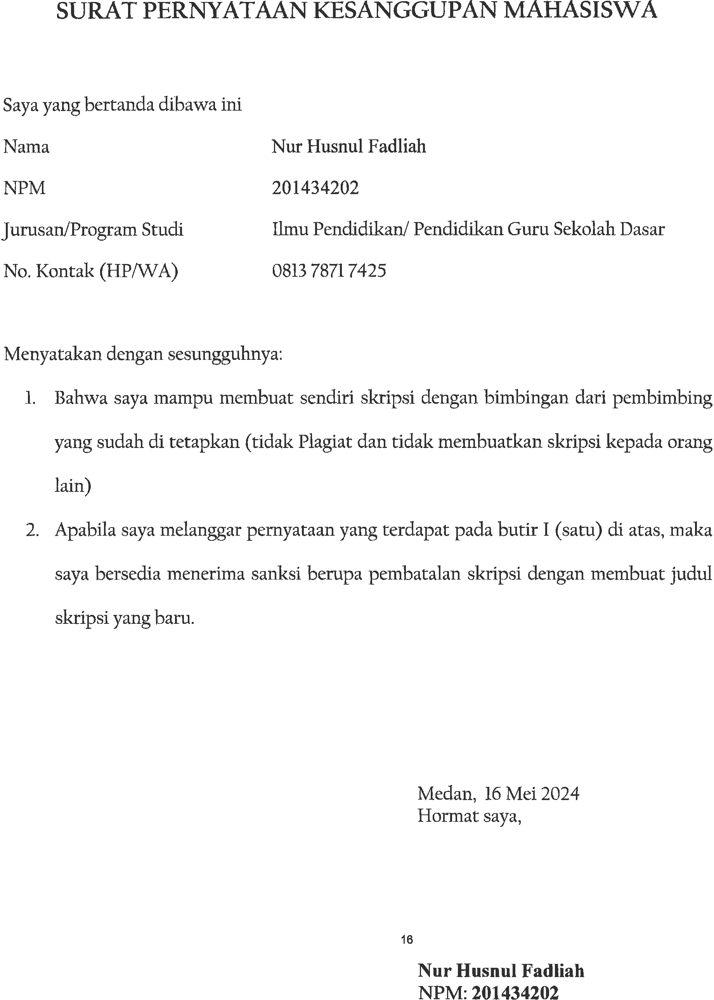 SURAT PERNYATAAN KESANGGUPAN MAHASISWA
Saya yang bertanda dibawa ini
Nama Nur Husnul Fadliah
NPM 201434202
Jurusan/Program Studi Ilmu Pendidikan/ Pendidikan Guru Sekolah Dasar
No. Kontak (HP/WA) 0813 7871 7425
Menyatakan dengan sesungguhnya:
1. Bahwa saya mampu membuat sendiri skripsi dengan bimbingan dari pembimbing
yang sudah di tetapkan (tidak Plagiat dan tidak membuatkan skripsi kepada orang
lain)
2. Apabila saya melanggar pernyataan yang terdapat pada butir I (satu) di atas, maka
saya bersedia menerima sanksi berupa pembatalan skripsi dengan membuat judul
skripsi yang baru.
Medan, 16 Mei 2024
Hormat saya,
16
Nur Husnul Fadliah
NPM: 201434202